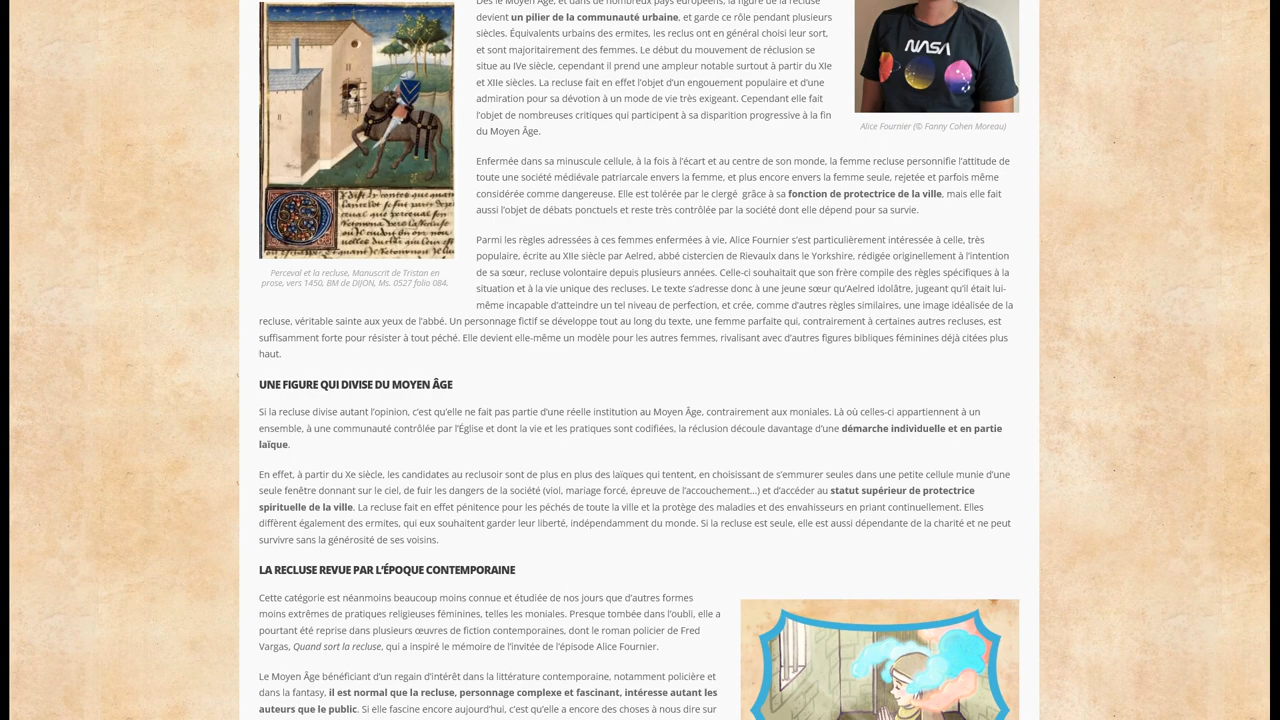 devient un pilier de la communauté urbaine, et garde ce rôle pendant plusieurs
siècles. Équivalents urbains des ermites, les reclus ont en général choisi leur sort,
et sont majoritairement des femmes. Le début du mouvement de réclusion se
situe au IVe siècle, cependant il prend une ampleur notable surtout à partir du XIe
et XIIe siècles. La recluse fait en effet l'objet d'un engouement populaire et d'une
admiration pour sa dévotion à un mode de vie très exigeant. Cependant elle fait
l'objet de nombreuses critiques qui participent à sa disparition progressive à la fin
du Moyen Âge.
NASA
Alice Fournier (© Fanny Cohen Moreau)
Perceval et la recluse, Manuscrit de Tristan en
prose, vers 1450, BM de DIJON, Ms. 0527 folio 084.
Enfermée dans sa minuscule cellule, à la fois à l'écart et au centre de son monde, la femme recluse personnifie l'attitude de
toute une société médiévale patriarcale envers la femme, et plus encore envers la femme seule, rejetée et parfois même
considérée comme dangereuse. Elle est tolérée par le clergé grâce à sa fonction de protectrice de la ville, mais elle fait
aussi l'objet de débats ponctuels et reste très contrôlée par la société dont elle dépend pour sa survie.
Parmi les règles adressées à ces femmes enfermées à vie, Alice Fournier s'est particulièrement intéressée à celle, très
populaire, écrite au XIIe siècle par Aelred, abbé cistercien de Rievaulx dans le Yorkshire, rédigée originellement à l'intention
de sa sœur, recluse volontaire depuis plusieurs années. Celle-ci souhaitait que son frère compile des règles spécifiques à la
situation et à la vie unique des recluses. Le texte s'adresse donc à une jeune sœur qu'Aelred idolâtre, jugeant qu'il était lui-
même incapable d'atteindre un tel niveau de perfection, et crée, comme d'autres règles similaires, une image idéalisée de la
recluse, véritable sainte aux yeux de l'abbé. Un personnage fictif se développe tout au long du texte, une femme parfaite qui, contrairement à certaines autres recluses, est
suffisamment forte pour résister à tout péché. Elle devient elle-même un modèle pour les autres femmes, rivalisant avec d'autres figures bibliques féminines déjà citées plus
haut.
UNE FIGURE QUI DIVISE DU MOYEN ÂGE
Si la recluse divise autant l'opinion, c'est qu'elle ne fait pas partie d'une réelle institution au Moyen Âge, contrairement aux moniales. Là où celles-ci appartiennent à un
ensemble, à une communauté contrôlée par l'Église et dont la vie et les pratiques sont codifiées, la réclusion découle davantage d'une démarche individuelle et en partie
laïque.
En effet, à partir du Xe siècle, les candidates au reclusoir sont de plus en plus des laïques qui tentent, en choisissant de s'emmurer seules dans une petite cellule munie d'une
seule fenêtre donnant sur le ciel, de fuir les dangers de la société (viol, mariage forcé, épreuve de l'accouchement…) et d'accéder au statut supérieur de protectrice
spirituelle de la ville. La recluse fait en effet pénitence pour les péchés de toute la ville et la protège des maladies et des envahisseurs en priant continuellement. Elles
diffèrent également des ermites, qui eux souhaitent garder leur liberté, indépendamment du monde. Si la recluse est seule, elle est aussi dépendante de la charité et ne peut
survivre sans la générosité de ses voisins.
LA RECLUSE REVUE PAR L'ÉPOQUE CONTEMPORAINE
Cette catégorie est néanmoins beaucoup moins connue et étudiée de nos jours que d'autres formes
moins extrêmes de pratiques religieuses féminines, telles les moniales. Presque tombée dans l'oubli, elle a
pourtant été reprise dans plusieurs œuvres de fiction contemporaines, dont le roman policier de Fred
Vargas, Quand sort la recluse, qui a inspiré le mémoire de l'invitée de l'épisode Alice Fournier.
Le Moyen Âge bénéficiant d'un regain d'intérêt dans la littérature contemporaine, notamment policière et
dans la fantasy, il est normal que la recluse, personnage complexe et fascinant, intéresse autant les
auteurs que le public. Si elle fascine encore aujourd'hui, c'est qu'elle a encore des choses à nous dire sur